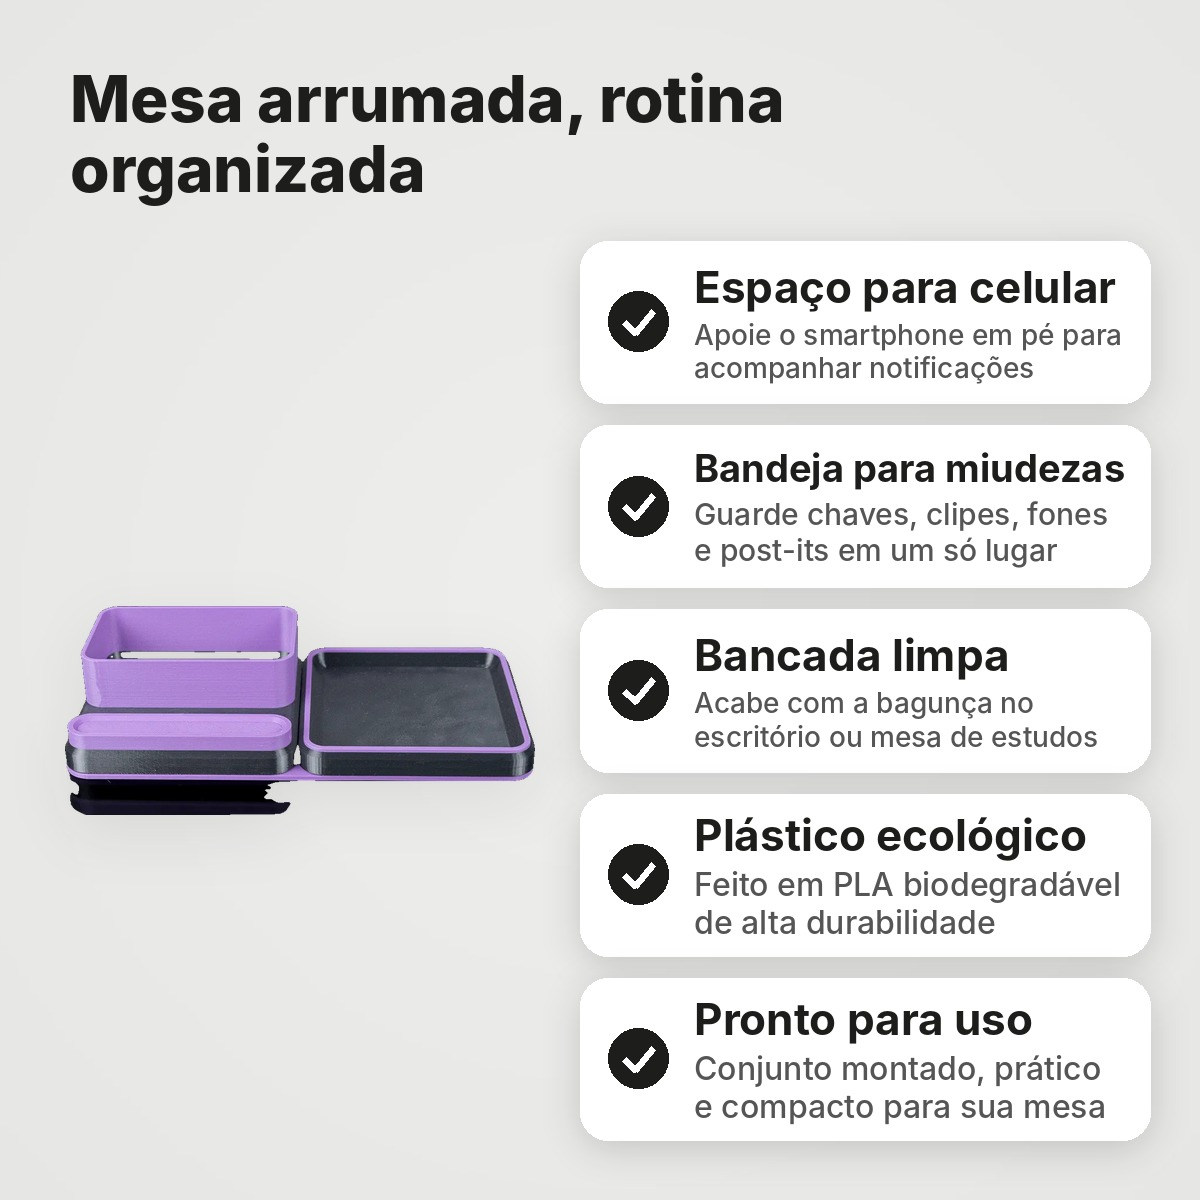 Mesa arrumada, rotina
organizada
Espaço para celular
Apoie o smartphone em pé para
acompanhar notificações
Bandeja para miudezas
Guarde chaves, clipes, fones
e post-its em um só lugar
Bancada limpa
Acabe com a bagunça no
escritório ou mesa de estudos
Plástico ecológico
Feito em PLA biodegradável
de alta durabilidade
Pronto para uso
Conjunto montado, prático
e compacto para sua mesa